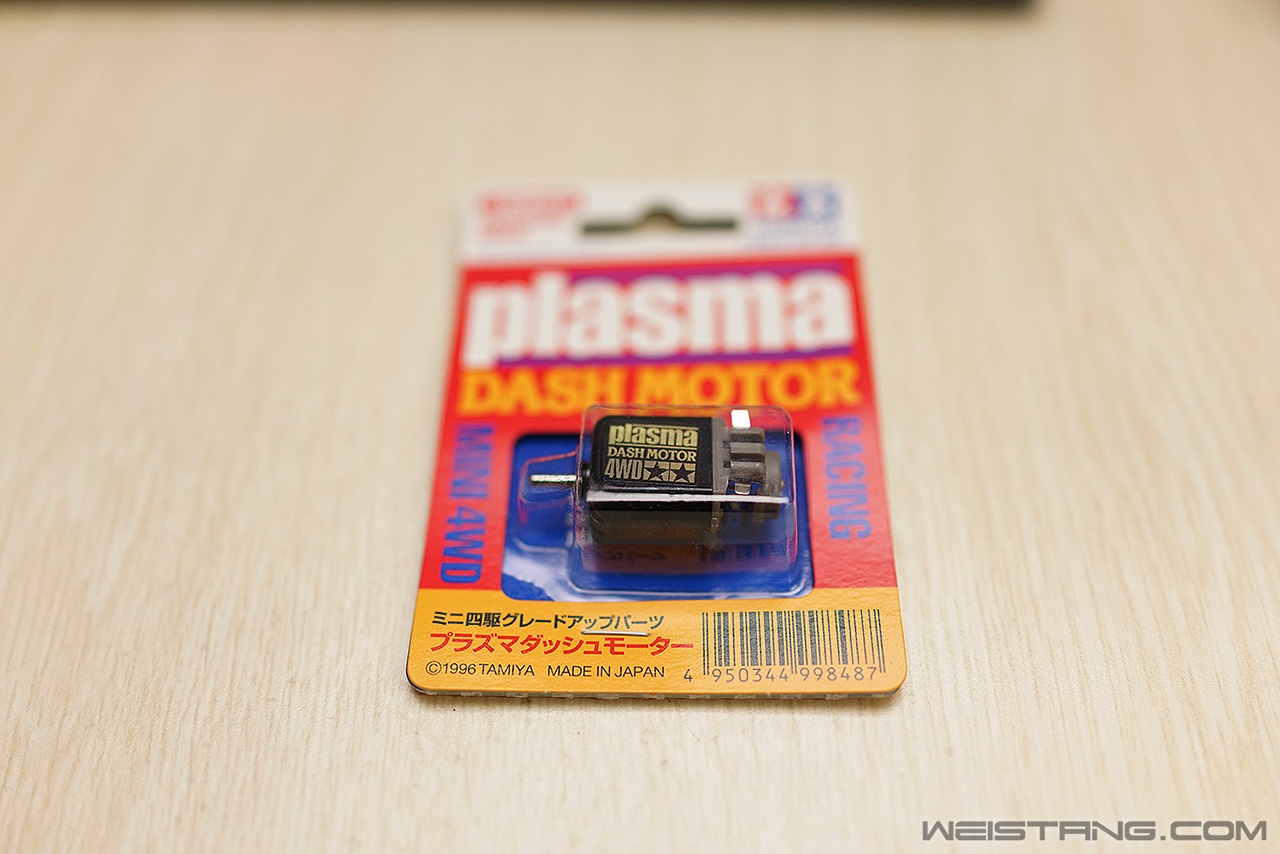 plasma
DASH MOTOR
MINI 4WD
RACING
plasma
DASH MOTOR
4WD
ミニ四駆グレードアップパーツ
プラズマダッシュモーター
©1996 TAMIYA MADE IN JAPAN
4 950344 998487
WEISTANG.COM